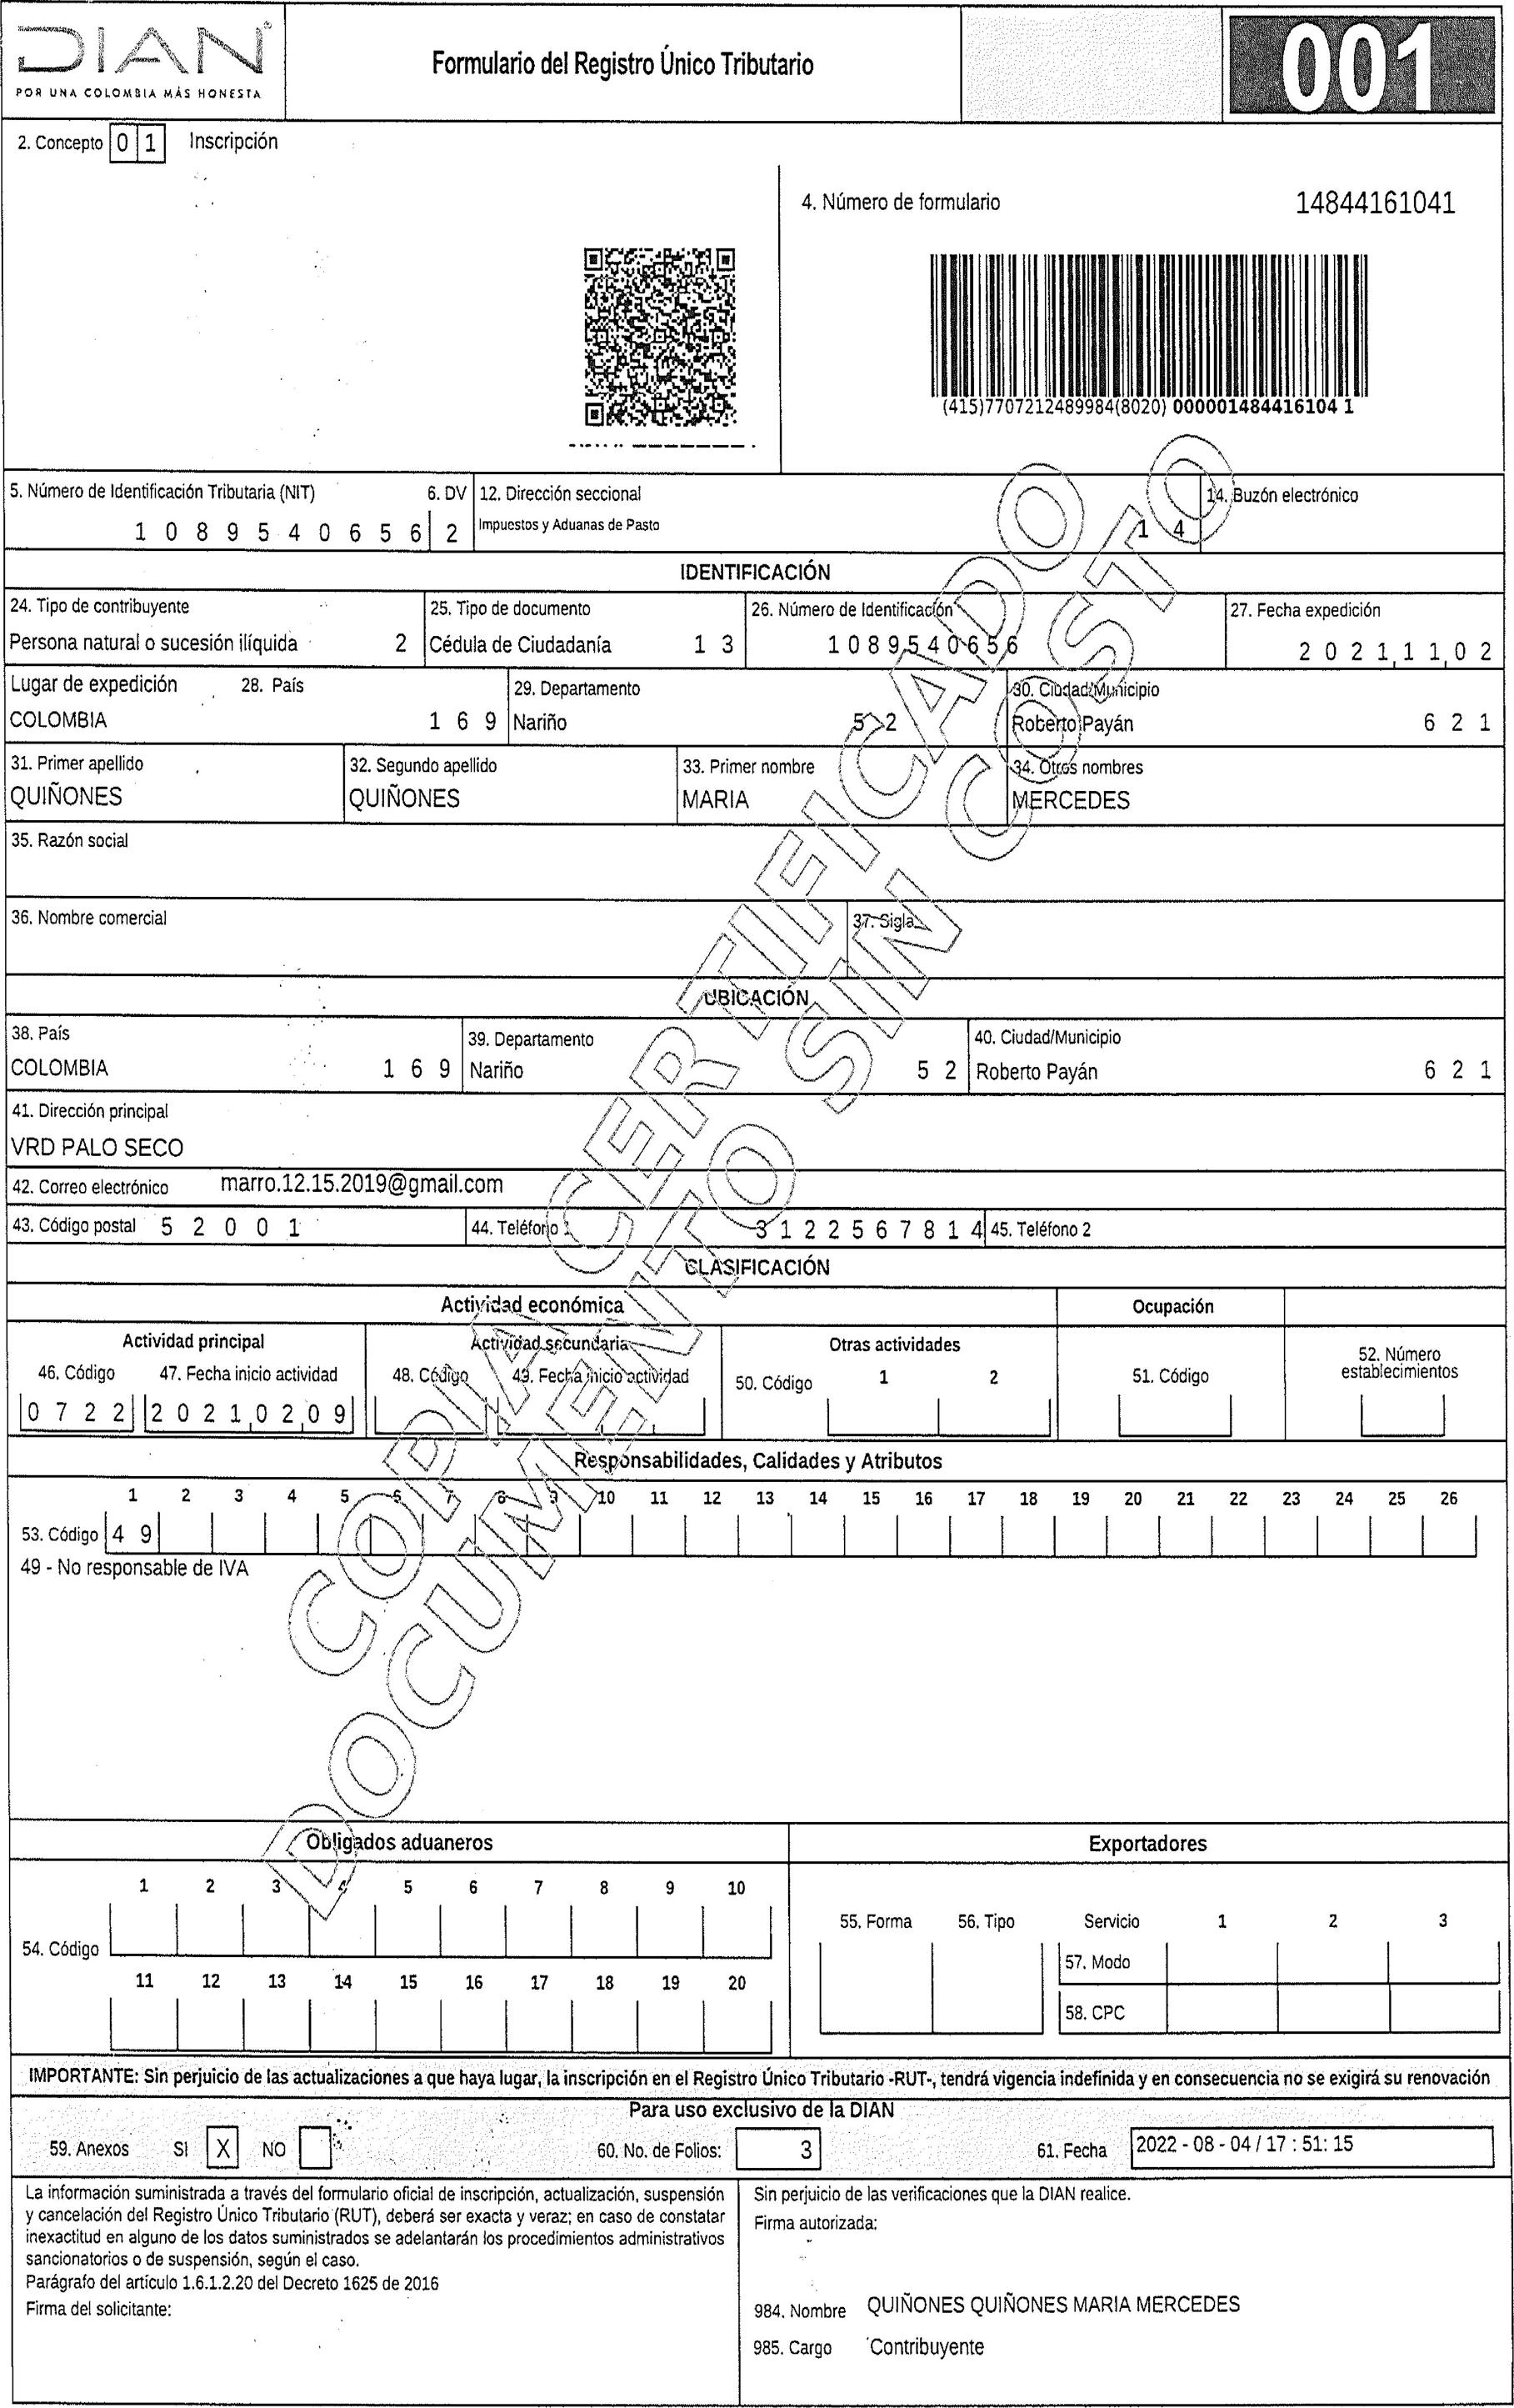 DIAN
POR UNA COLOMBIA MÁS HONESTA
Formulario del Registro Único Tributario
001
2. Concepto 0 1 Inscripción
4. Número de formulario 14844161041
(415)7707212489984(8020) 000001484416104 1
5. Número de Identificación Tributaria (NIT) 6. DV 12. Dirección seccional 14. Buzón electrónico
1 0 8 9 5 4 0 6 5 6 2 Impuestos y Aduanas de Pasto 1 4
IDENTIFICACIÓN
24. Tipo de contribuyente 25. Tipo de documento 26. Número de Identificación 27. Fecha expedición
Persona natural o sucesión ilíquida 2 Cédula de Ciudadanía 1 3 1 0 8 9 5 4 0 6 5 6 2 0 2 1 1 1 0 2
Lugar de expedición 28. País 29. Departamento 30. Ciudad/Municipio
COLOMBIA 1 6 9 Nariño 5 2 Roberto Payán 6 2 1
31. Primer apellido 32. Segundo apellido 33. Primer nombre 34. Otros nombres
QUIÑONES QUIÑONES MARIA MERCEDES
35. Razón social
36. Nombre comercial 37. Sigla
UBICACIÓN
38. País 39. Departamento 40. Ciudad/Municipio
COLOMBIA 1 6 9 Nariño 5 2 Roberto Payán 6 2 1
41. Dirección principal
VRD PALO SECO
42. Correo electrónico marro.12.15.2019@gmail.com
43. Código postal 5 2 0 0 1 44. Teléfono 1 3 1 2 2 5 6 7 8 1 4 45. Teléfono 2
CLASIFICACIÓN
Actividad económica Ocupación
Actividad principal Actividad secundaria Otras actividades 52. Número establecimientos
46. Código 47. Fecha inicio actividad 48. Código 49. Fecha inicio actividad 50. Código 1 2 51. Código
0 7 2 2 2 0 2 1 0 2 0 9
Responsabilidades, Calidades y Atributos
1 2 3 4 5 6 7 8 9 10 11 12 13 14 15 16 17 18 19 20 21 22 23 24 25 26
53. Código 4 9
49 - No responsable de IVA
COPIA CERTIFICADO
DOCUMENTO SIN COSTO
Obligados aduaneros Exportadores
1 2 3 4 5 6 7 8 9 10
55. Forma 56. Tipo Servicio 1 2 3
54. Código
57. Modo
11 12 13 14 15 16 17 18 19 20
58. CPC
IMPORTANTE: Sin perjuicio de las actualizaciones a que haya lugar, la inscripción en el Registro Único Tributario -RUT-, tendrá vigencia indefinida y en consecuencia no se exigirá su renovación
Para uso exclusivo de la DIAN
59. Anexos SI X NO 60. No. de Folios: 3 61. Fecha 2022 - 08 - 04 / 17 : 51: 15
La información suministrada a través del formulario oficial de inscripción, actualización, suspensión
y cancelación del Registro Único Tributario (RUT), deberá ser exacta y veraz; en caso de constatar
inexactitud en alguno de los datos suministrados se adelantarán los procedimientos administrativos
sancionatorios o de suspensión, según el caso.
Parágrafo del artículo 1.6.1.2.20 del Decreto 1625 de 2016
Firma del solicitante:
Sin perjuicio de las verificaciones que la DIAN realice.
Firma autorizada:
984. Nombre QUIÑONES QUIÑONES MARIA MERCEDES
985. Cargo Contribuyente